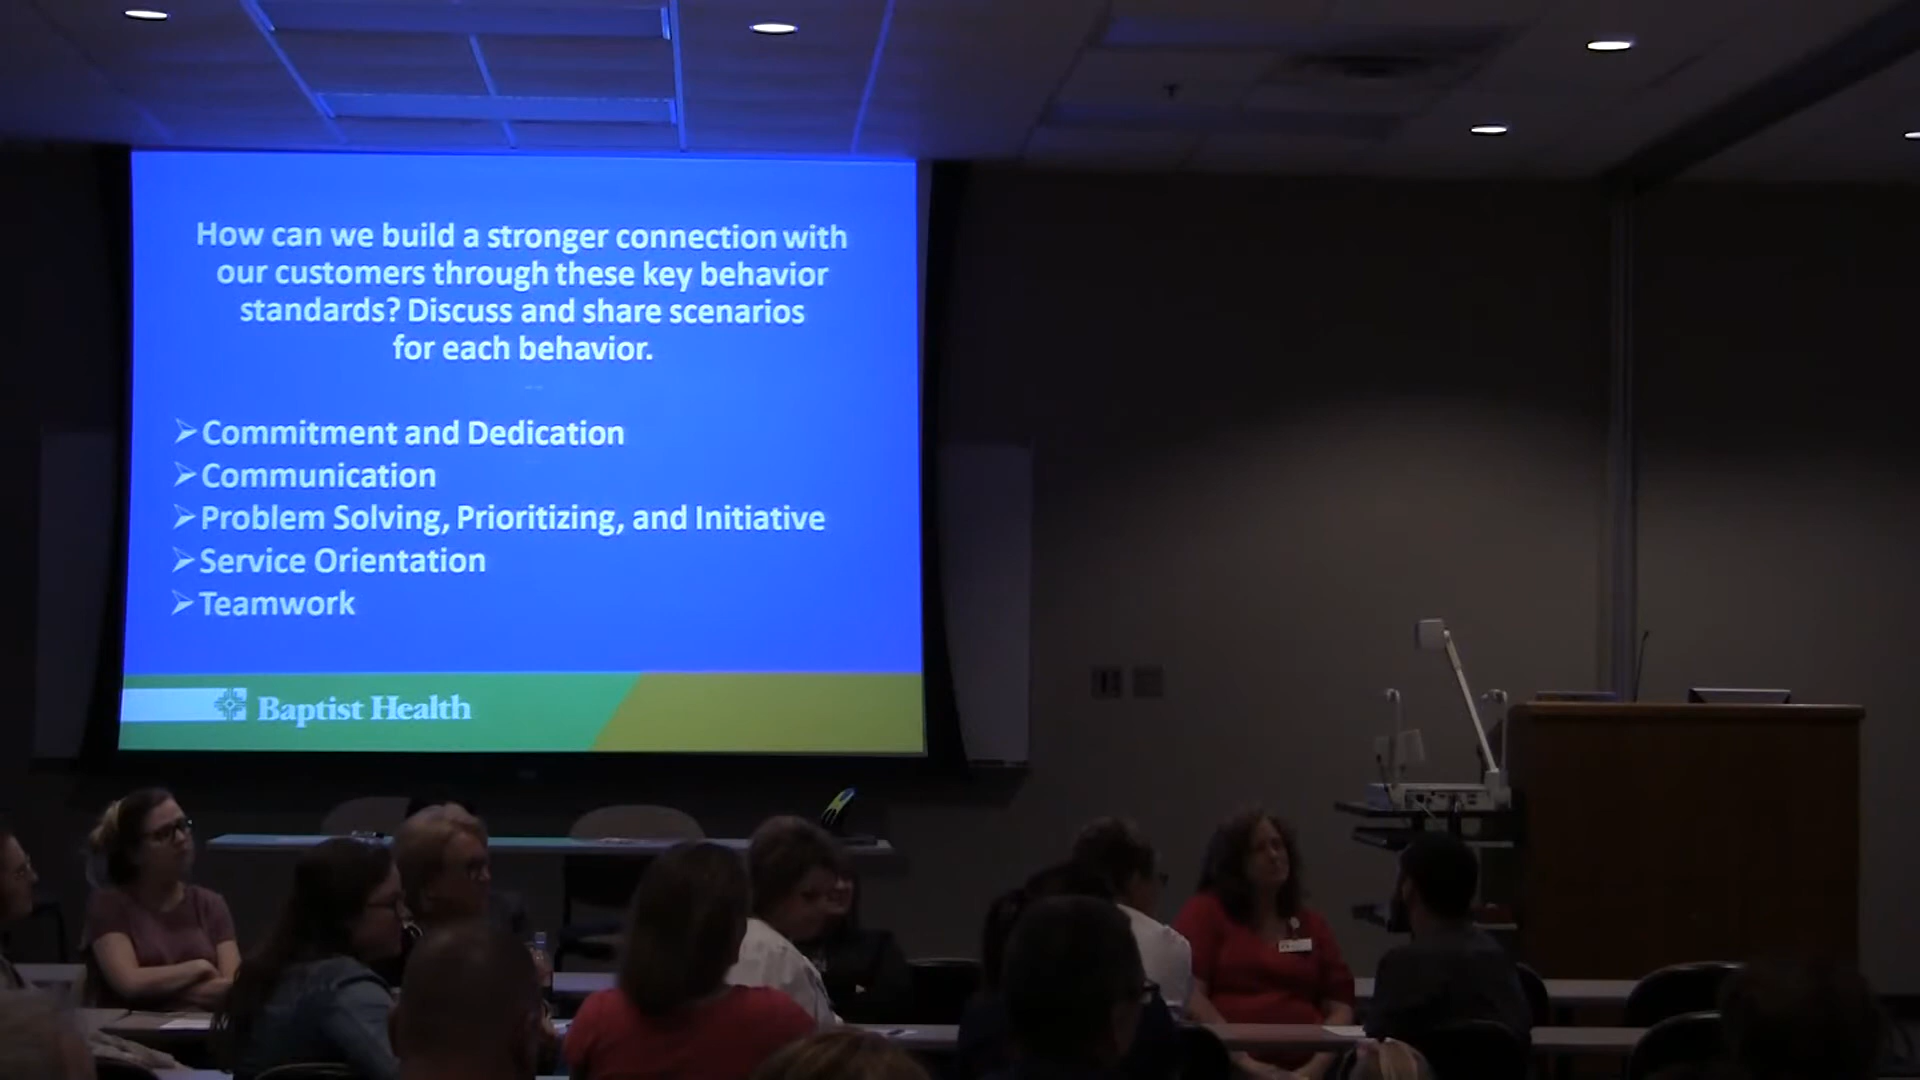 How can we build a stronger connection with
our customers through these key behavior
standards? Discuss and share scenarios
for each behavior.
Commitment and Dedication
Communication
Problem Solving, Prioritizing, and Initiative
Service Orientation
Teamwork
Baptist Health